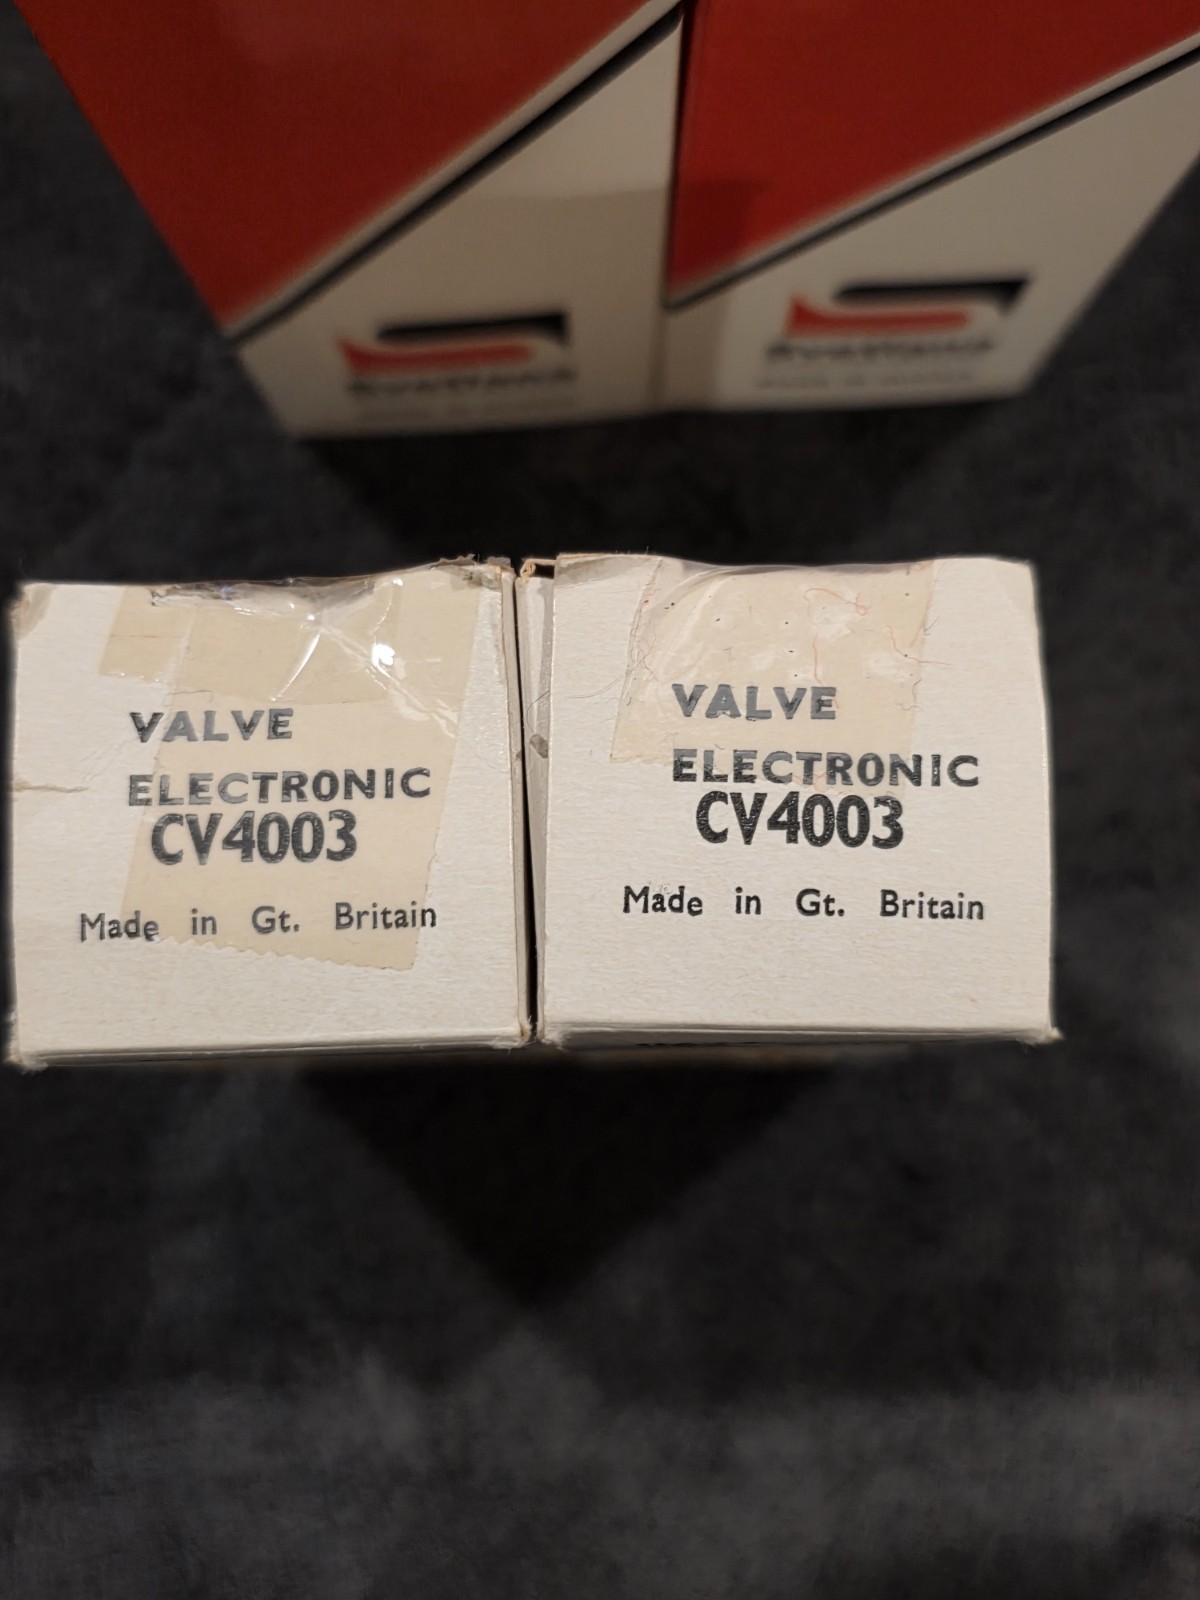 VALVE
ELECTRONIC
CV4003
Made in Gt. Britain
VALVE
ELECTRONIC
CV4003
Made in Gt. Britain